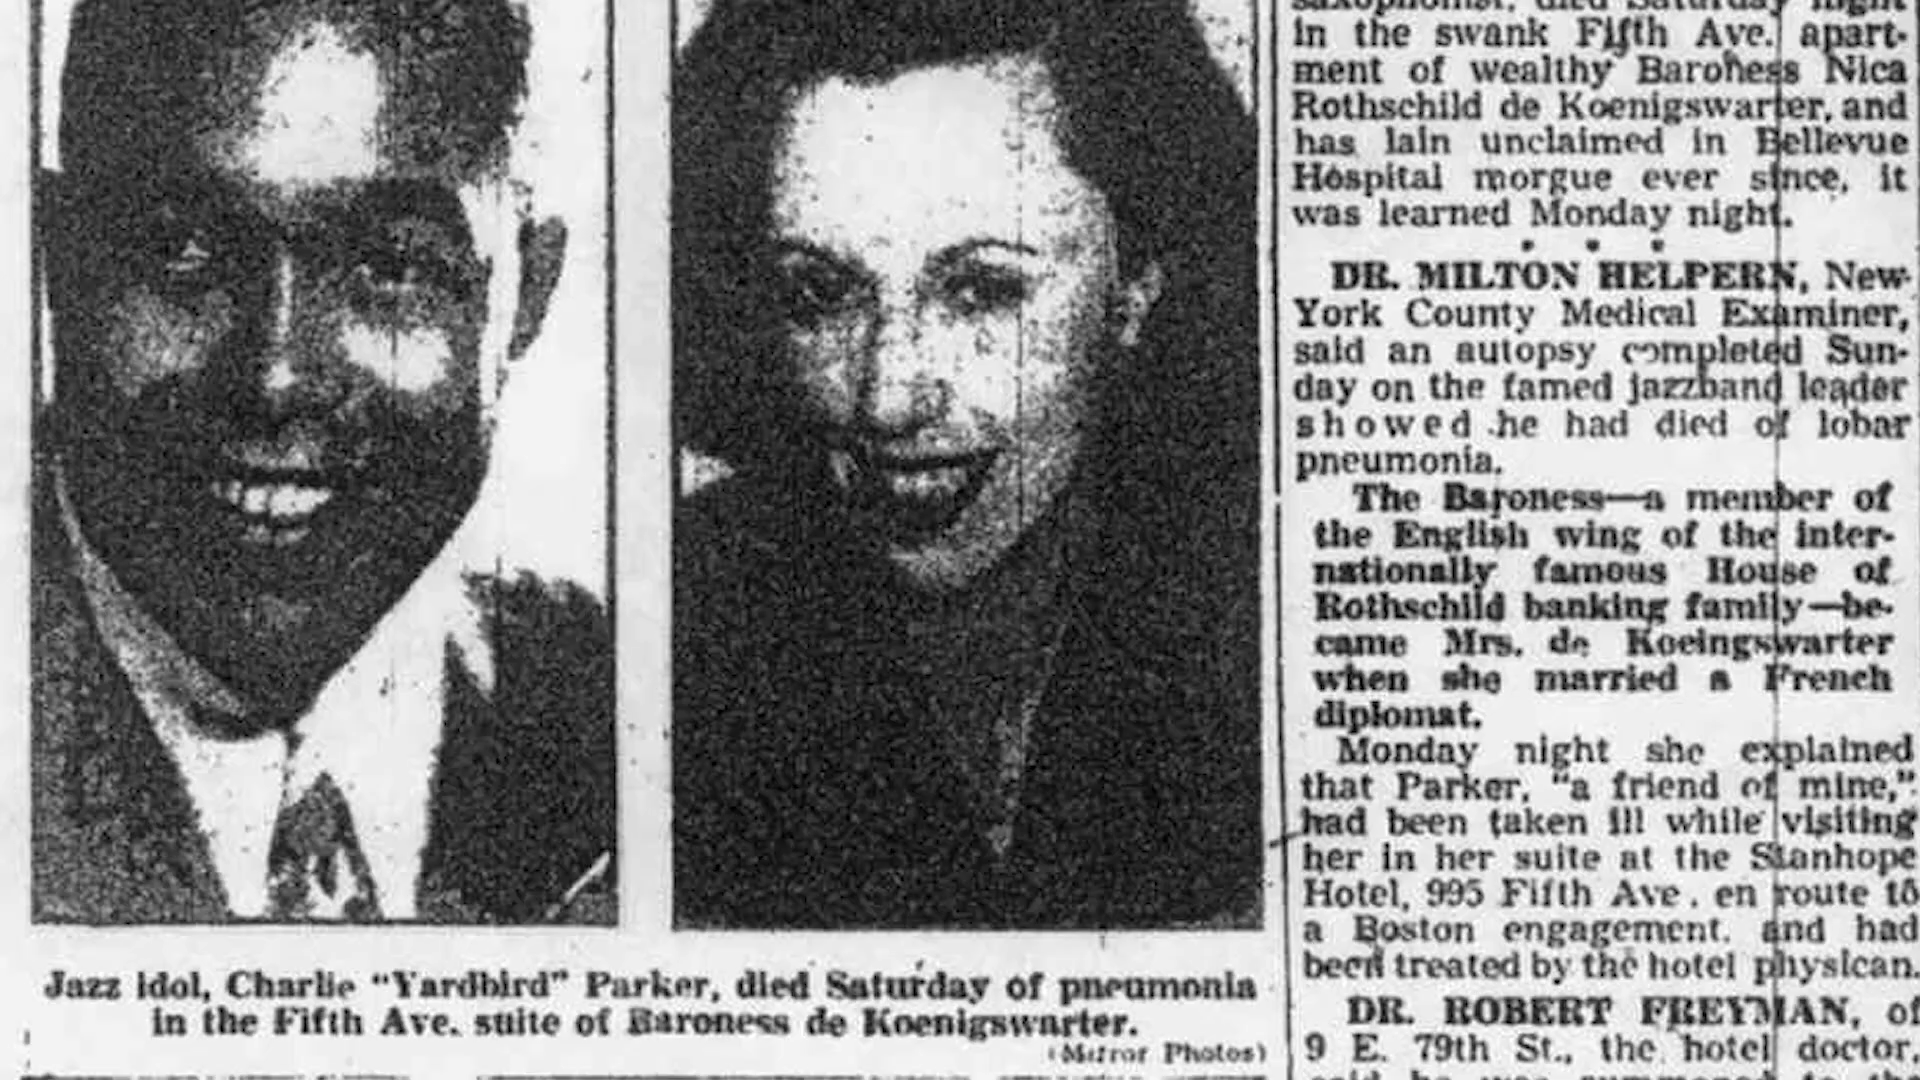 Jazz idol, Charlie "Yardbird" Parker, died Saturday of pneumonia
in the Fifth Ave. suite of Baroness de Koenigswarter.
(Mirror Photos)
saxophonist, died Saturday night
in the swank Fifth Ave. apart-
ment of wealthy Baroness Nica
Rothschild de Koenigswarter, and
has lain unclaimed in Bellevue
Hospital morgue ever since, it
was learned Monday night.
DR. MILTON HELPERN, New
York County Medical Examiner,
said an autopsy completed Sun-
day on the famed jazzband leader
showed he had died of lobar
pneumonia.
The Baroness—a member of
the English wing of the inter-
nationally famous House of
Rothschild banking family—be-
came Mrs. de Koeingswarter
when she married a French
diplomat.
Monday night she explained
that Parker, "a friend of mine,"
had been taken ill while visiting
her in her suite at the Stanhope
Hotel, 995 Fifth Ave. en route to
a Boston engagement. and had
been treated by the hotel physican.
DR. ROBERT FREYMAN, of
9 E. 79th St., the hotel doctor,